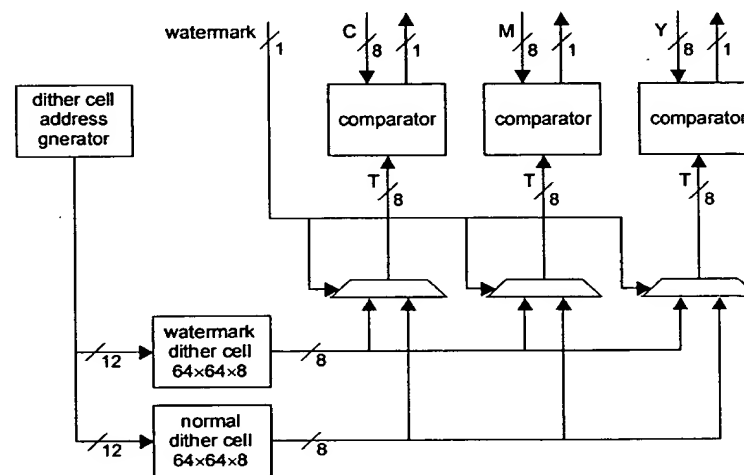 watermark 1 C 8 1 M 8 1 Y 8 1
dither cell
address
gnerator
comparator comparator comparator
T 8 T 8 T 8
12 watermark
dither cell
64×64×8 8
12 normal
dither cell
64×64×8 8